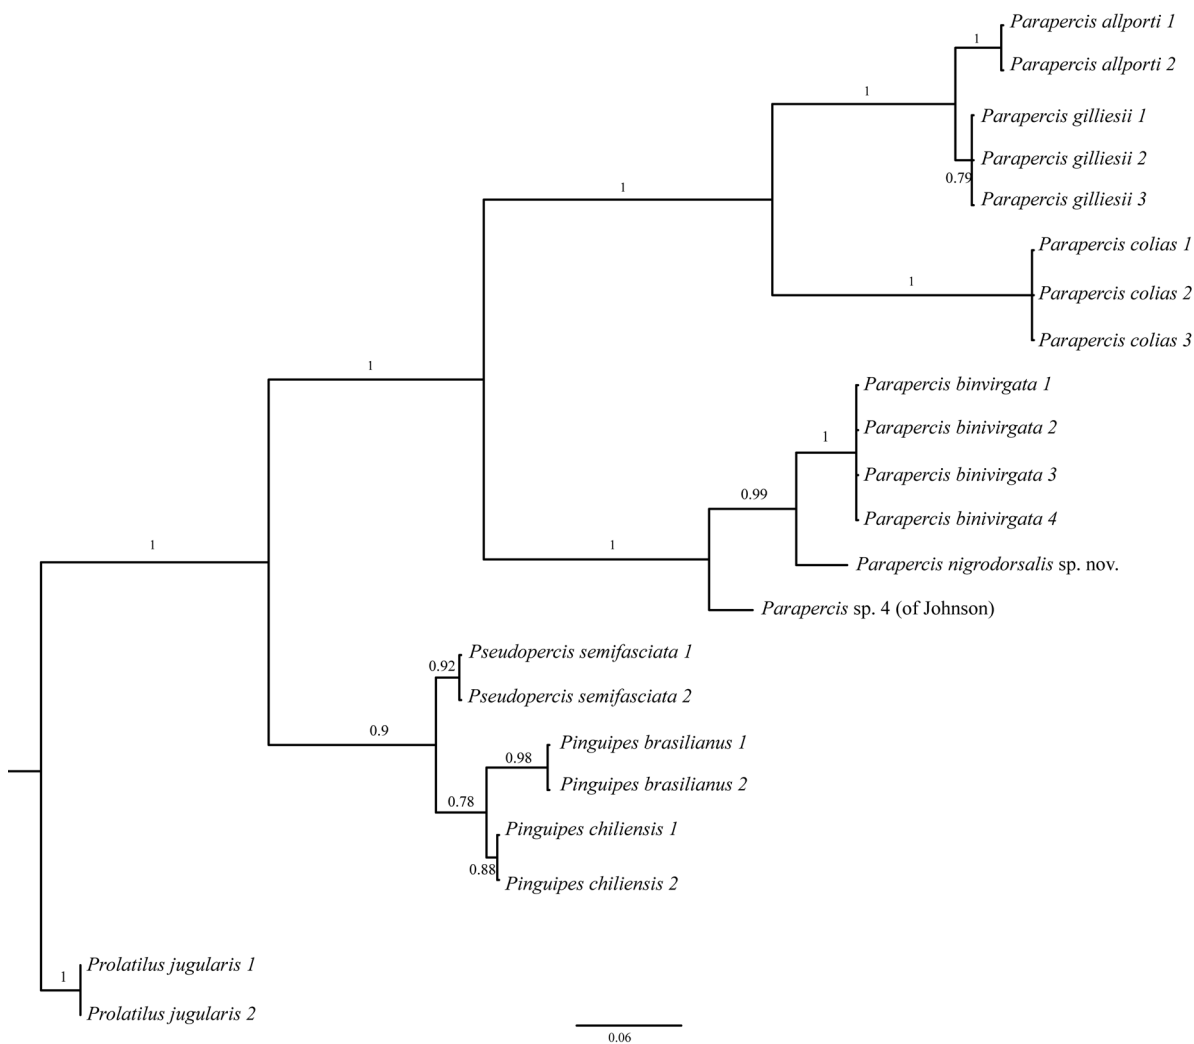 Parapercis allporti 1
1
Parapercis allporti 2
1
Parapercis gilliesii 1
Parapercis gilliesii 2
0.79
Parapercis gilliesii 3
1
Parapercis colias 1
1
Parapercis colias 2
Parapercis colias 3
1
Parapercis binvirgata 1
Parapercis binivirgata 2
1
Parapercis binivirgata 3
0.99
Parapercis binivirgata 4
1
1
Parapercis nigrodorsalis sp. nov.
Parapercis sp. 4 (of Johnson)
Pseudopercis semifasciata 1
0.92
Pseudopercis semifasciata 2
0.9
Pinguipes brasilianus 1
0.98
Pinguipes brasilianus 2
0.78
Pinguipes chiliensis 1
0.88
Pinguipes chiliensis 2
Prolatilus jugularis 1
1
Prolatilus jugularis 2
0.06